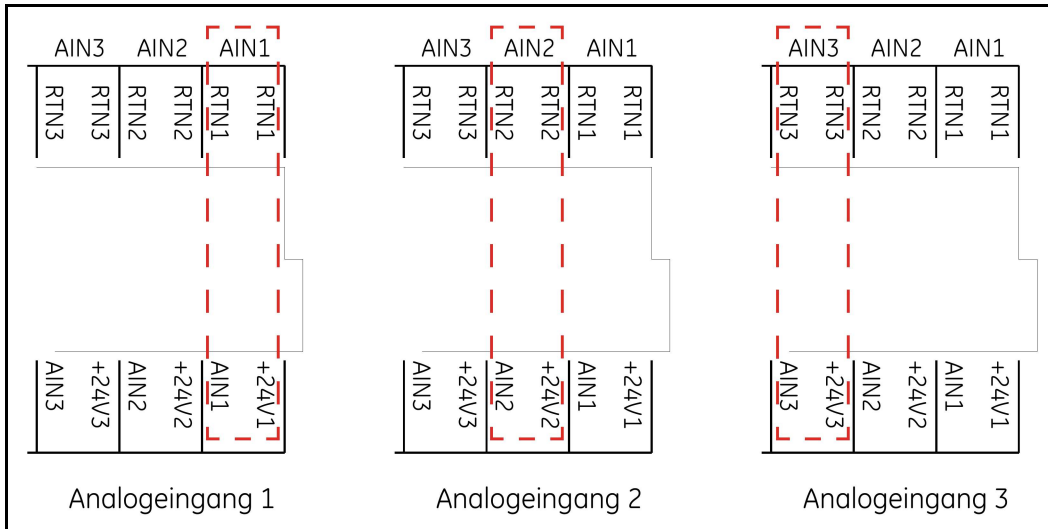 AIN3 AIN2 AIN1
RTN3 RTN3 RTN2 RTN2 RTN1 RTN1
AIN3 +24V3 AIN2 +24V2 AIN1 +24V1
Analogeingang 1
AIN3 AIN2 AIN1
RTN3 RTN3 RTN2 RTN2 RTN1 RTN1
AIN3 +24V3 AIN2 +24V2 AIN1 +24V1
Analogeingang 2
AIN3 AIN2 AIN1
RTN3 RTN3 RTN2 RTN2 RTN1 RTN1
AIN3 +24V3 AIN2 +24V2 AIN1 +24V1
Analogeingang 3